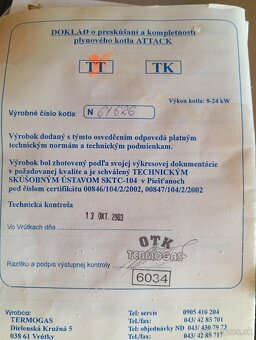 DOKLAD o preskúšaní a kompletnosti
plynového kotla ATTACK
TT TK
Výkon kotla: 8-24 kW
Výrobné číslo kotla N 61626
Výrobok dodaný s týmto osvedčením odpovedá platným
technickým normám a technickým podmienkam.
Výrobok bol zhotovený podľa svojej výkresovej dokumentácie
v požadovanej kvalite a je schválený TECHNICKÝM
SKÚŠOBNÝM ÚSTAVOM SKTC-104 v Piešťanoch
pod číslom certifikátu 00846/104/2/2002, 00847/104/2/2002
Technická kontrola
13 OKT. 2003
Vo Vrútkach dňa
OTK
TERMOGAS
6034
Razítko a podpis výstupnej kontroly
Výrobca:
TERMOGAS
Dielenská Kružná 5
038 61 Vrútky
Tel: servis 0905 416 204
Tel./fax: 043/ 42 85 701
Tel: objednávky ND 043/ 430 79 73
Tel/fax: 043/ 42 85 717